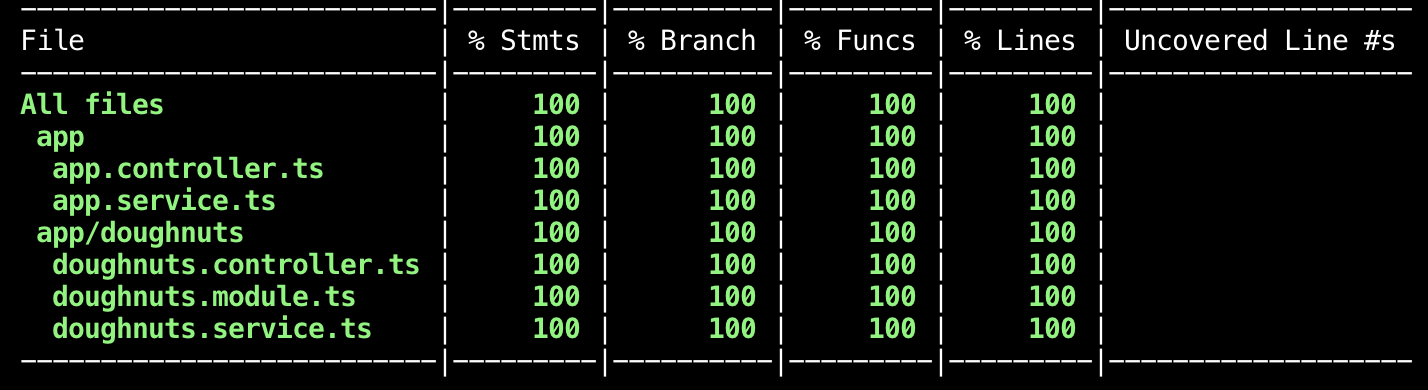 --------------------------|---------|----------|---------|---------|-------------------
File                      | % Stmts | % Branch | % Funcs | % Lines | Uncovered Line #s
--------------------------|---------|----------|---------|---------|-------------------
All files                 |     100 |      100 |     100 |     100 |
 app                      |     100 |      100 |     100 |     100 |
  app.controller.ts       |     100 |      100 |     100 |     100 |
  app.service.ts          |     100 |      100 |     100 |     100 |
 app/doughnuts            |     100 |      100 |     100 |     100 |
  doughnuts.controller.ts |     100 |      100 |     100 |     100 |
  doughnuts.module.ts     |     100 |      100 |     100 |     100 |
  doughnuts.service.ts    |     100 |      100 |     100 |     100 |
--------------------------|---------|----------|---------|---------|-------------------